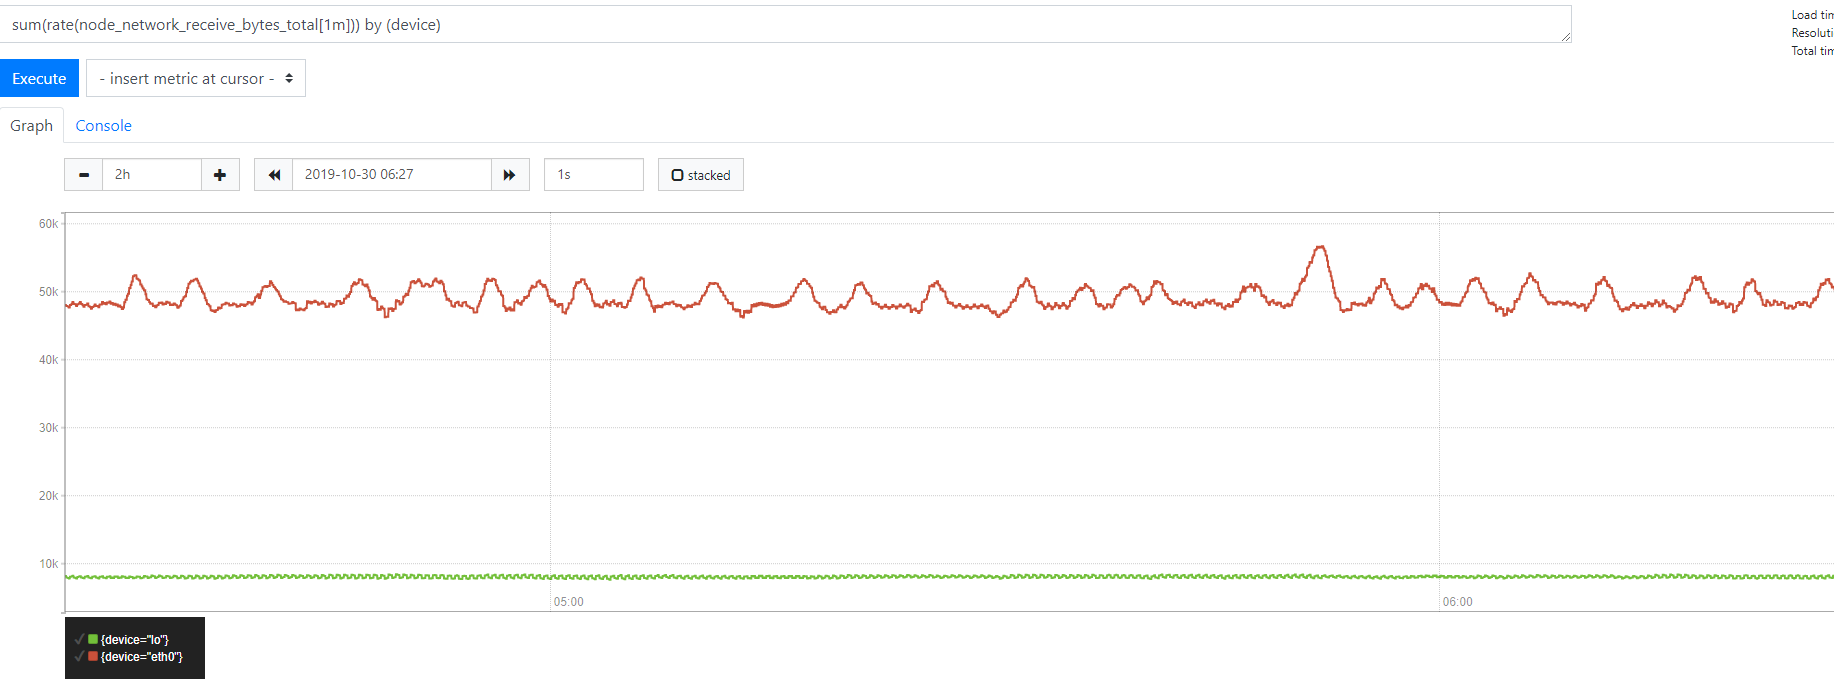 sum(rate(node_network_receive_bytes_total[1m])) by (device)
Load tim
Resoluti
Total tim
Execute
- insert metric at cursor -
Graph
Console
2h
2019-10-30 06:27
1s
stacked
60k
50k
40k
30k
20k
10k
05:00
06:00
{device="lo"}
{device="eth0"}